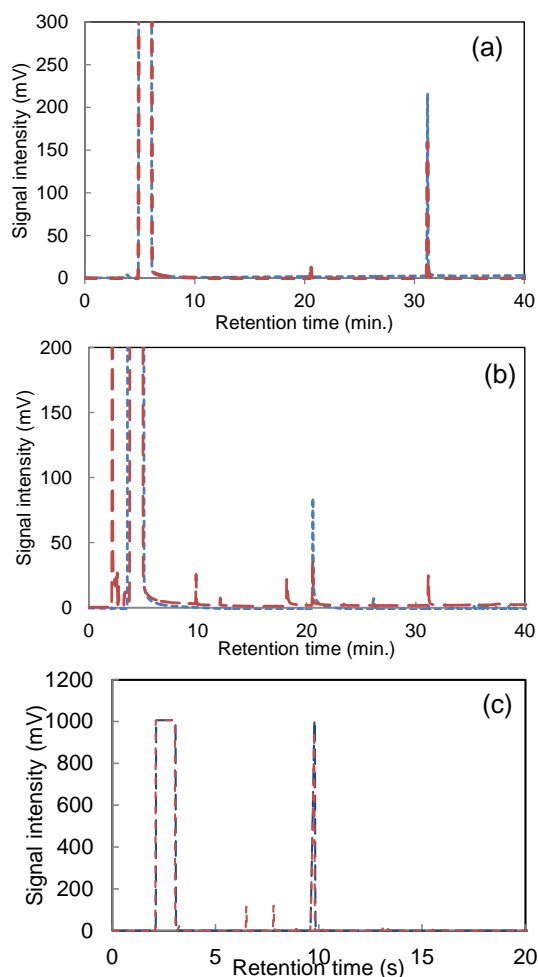 (a)
Signal intensity (mV)
300
250
200
150
100
50
0
0 10 20 30 40
Retention time (min.)
(b)
Signal intensity (mV)
200
150
100
50
0
0 10 20 30 40
Retention time (min.)
(c)
Signal intensity (mV)
1200
1000
800
600
400
200
0
0 5 10 15 20
Retention time (s)